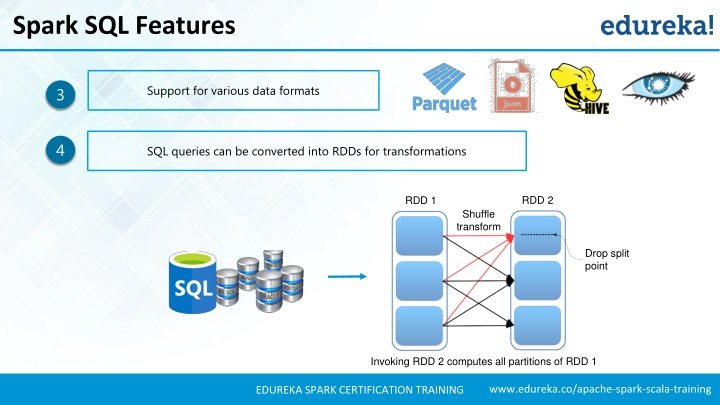 Spark SQL Features
edureka!
3
Support for various data formats
Parquet
json
HIVE
4
SQL queries can be converted into RDDs for transformations
RDD 1
RDD 2
Shuffle
transform
Drop split
point
SQL
Invoking RDD 2 computes all partitions of RDD 1
EDUREKA SPARK CERTIFICATION TRAINING
www.edureka.co/apache-spark-scala-training